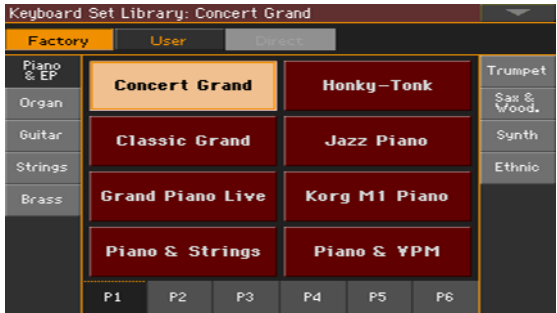 Keyboard Set Library: Concert Grand
Factory User Direct
Piano & EP
Organ
Guitar
Strings
Brass
Concert Grand Honky-Tonk
Classic Grand Jazz Piano
Grand Piano Live Korg M1 Piano
Piano & Strings Piano & ¥PM
Trumpet
Sax & Wood.
Synth
Ethnic
P1 P2 P3 P4 P5 P6